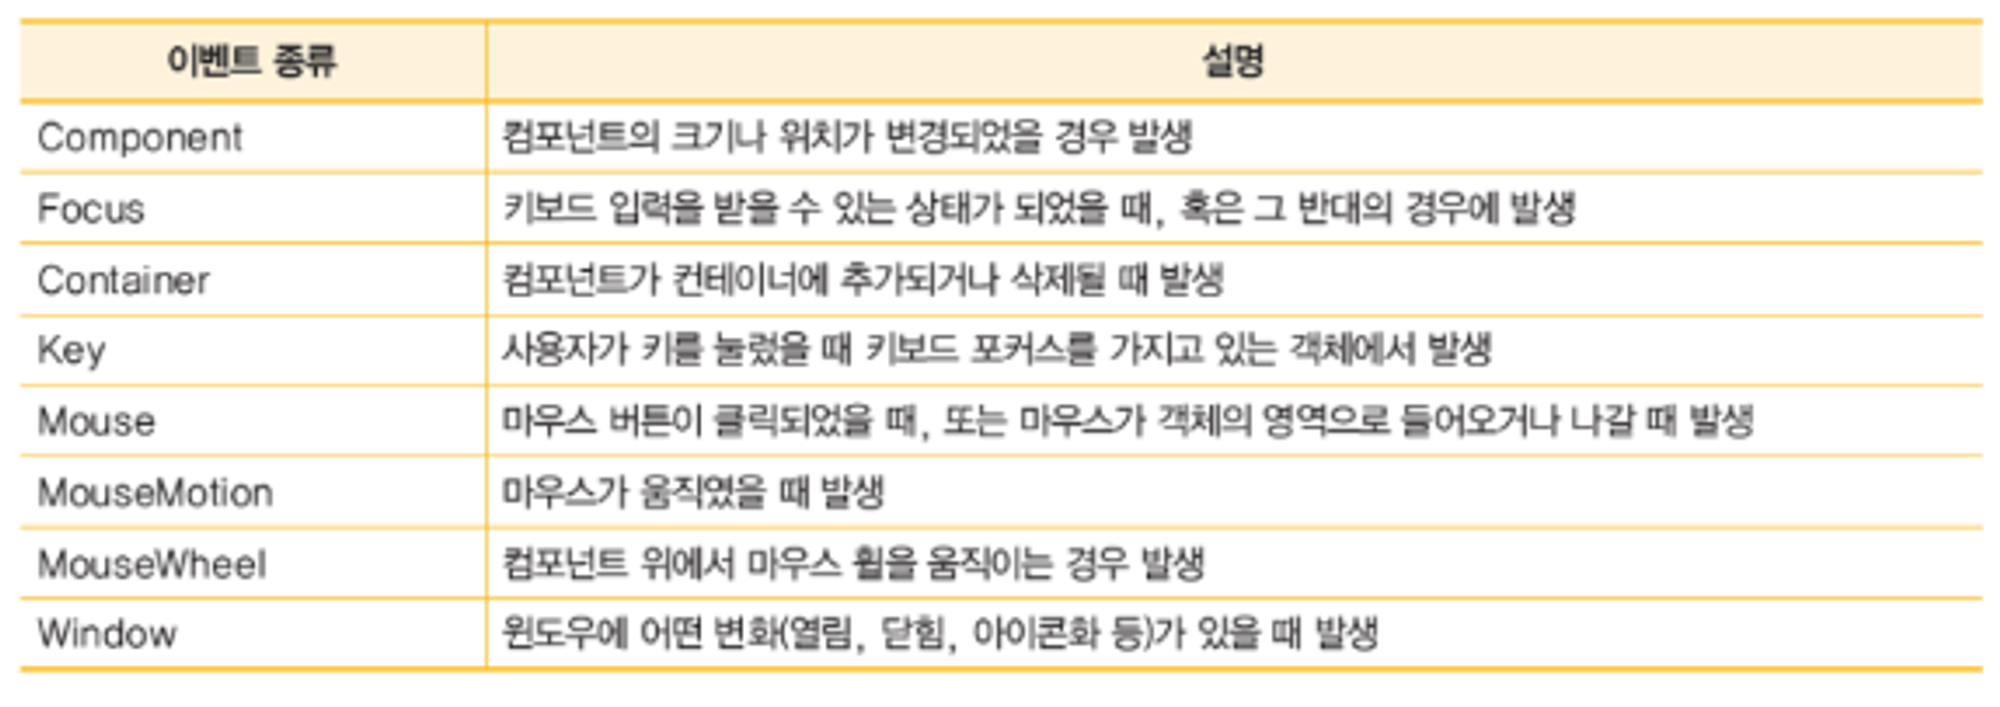 이벤트 종류 설명
Component 컴포넌트의 크기나 위치가 변경되었을 경우 발생
Focus 키보드 입력을 받을 수 있는 상태가 되었을 때, 혹은 그 반대의 경우에 발생
Container 컴포넌트가 컨테이너에 추가되거나 삭제될 때 발생
Key 사용자가 키를 눌렀을 때 키보드 포커스를 가지고 있는 객체에서 발생
Mouse 마우스 버튼이 클릭되었을 때, 또는 마우스가 객체의 영역으로 들어오거나 나갈 때 발생
MouseMotion 마우스가 움직였을 때 발생
MouseWheel 컴포넌트 위에서 마우스 휠을 움직이는 경우 발생
Window 윈도우에 어떤 변화(열림, 닫힘, 아이콘화 등)가 있을 때 발생